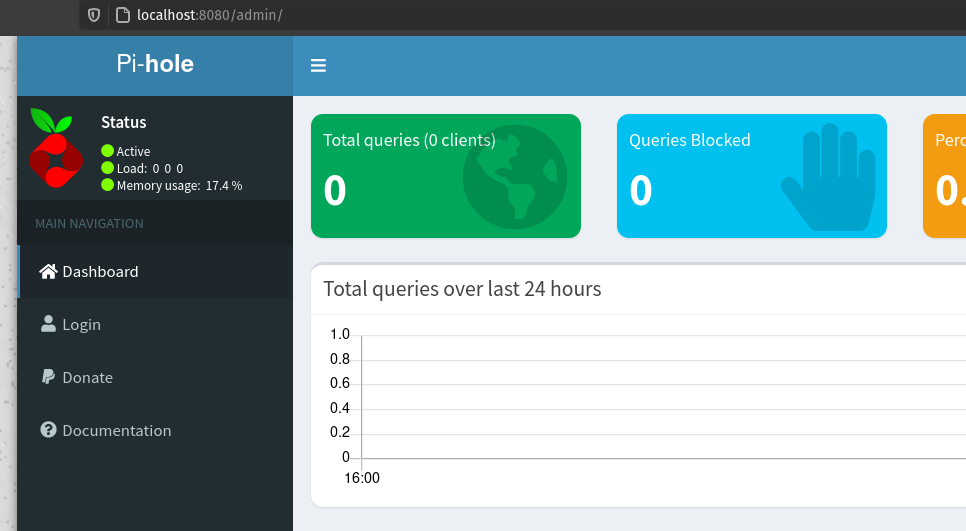 localhost:8080/admin/
Pi-hole
Status
Active
Load: 0 0 0
Memory usage: 17.4 %
MAIN NAVIGATION
Dashboard
Login
Donate
Documentation
Total queries (0 clients)
0
Queries Blocked
0
Perc
0.
Total queries over last 24 hours
1.0
0.8
0.6
0.4
0.2
0
16:00